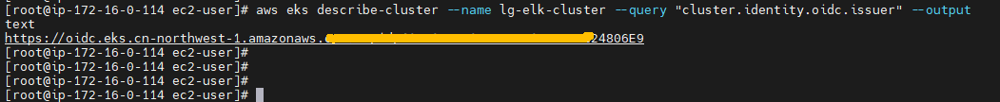 [root@ip-172-16-0-114 ec2-user]# aws eks describe-cluster --name lg-elk-cluster --query "cluster.identity.oidc.issuer" --output
text
https://oidc.eks.cn-northwest-1.amazonaws. 24806E9
[root@ip-172-16-0-114 ec2-user]#
[root@ip-172-16-0-114 ec2-user]#
[root@ip-172-16-0-114 ec2-user]#
[root@ip-172-16-0-114 ec2-user]#